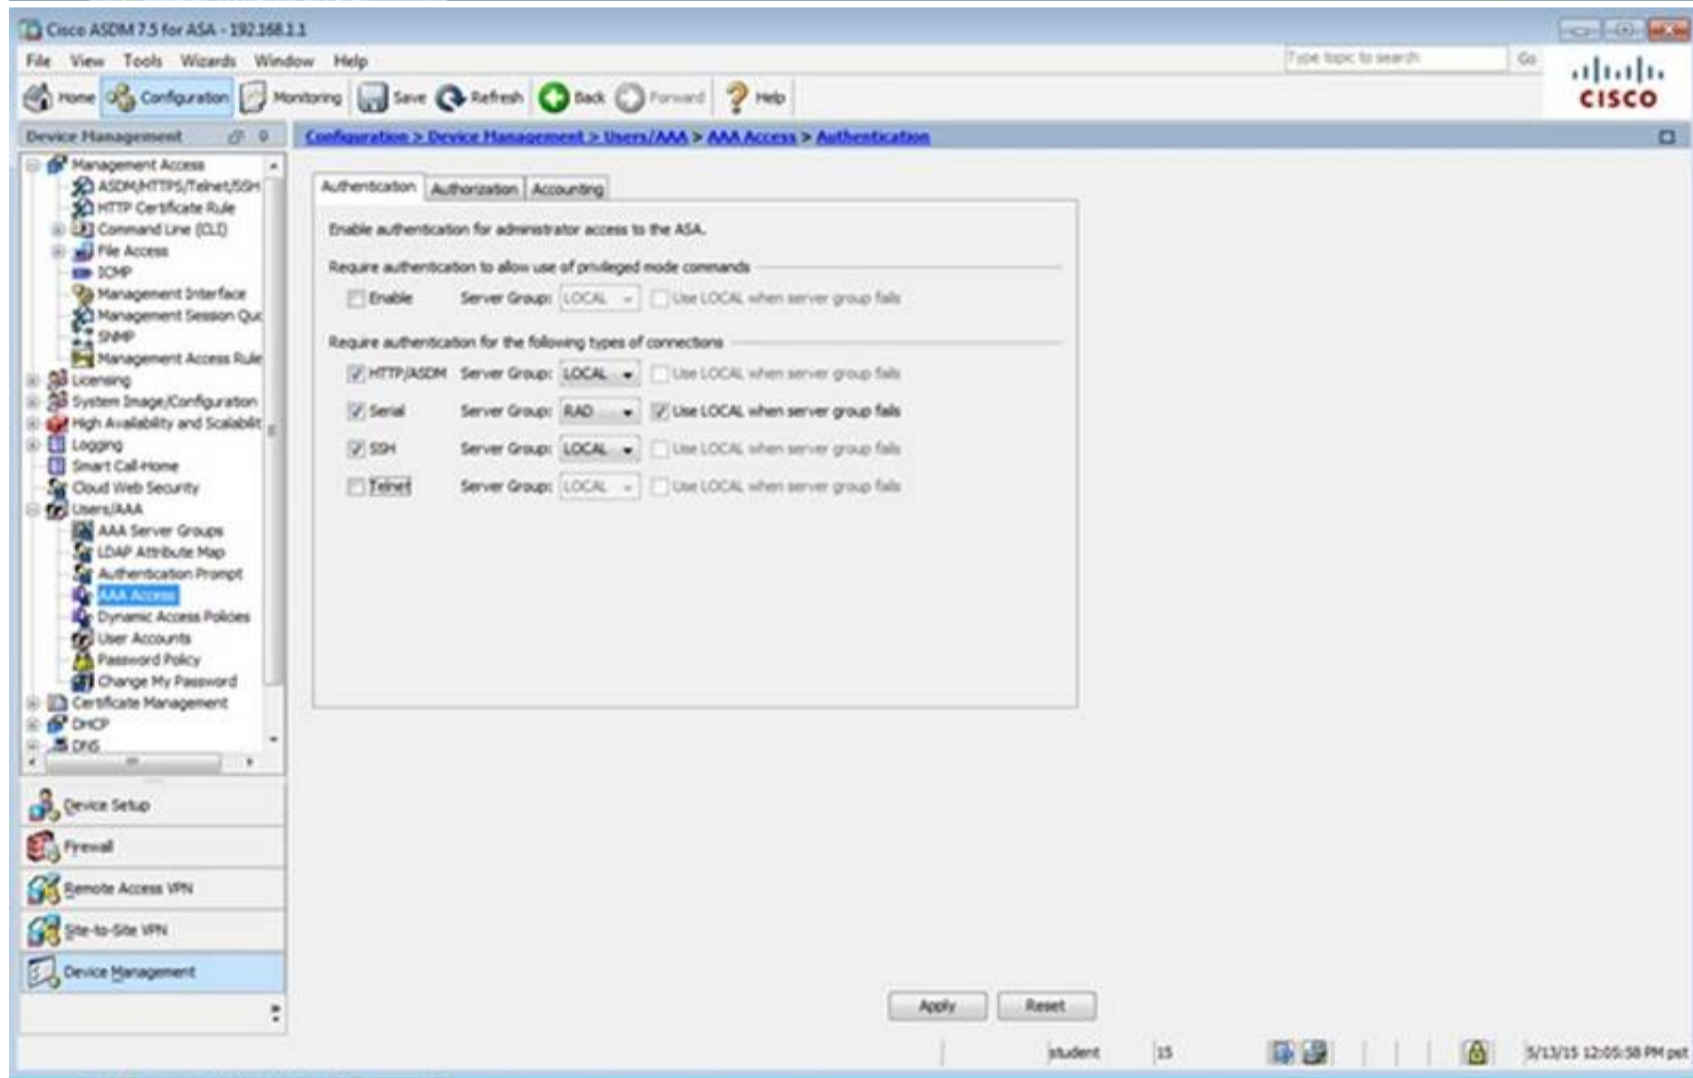 Cisco ASDM 7.5 for ASA - 192.168.1.1
File View Tools Wizards Window Help
Type topic to search Go
Home Configuration Monitoring Save Refresh Back Forward Help
CISCO
Device Management
Configuration > Device Management > Users/AAA > AAA Access > Authentication
Management Access
ASDM/HTTPS/Telnet/SSH
HTTP Certificate Rule
Command Line (CLI)
File Access
ICMP
Management Interface
Management Session Quo
SNMP
Management Access Rule
Licensing
System Image/Configuration
High Availability and Scalabilit
Logging
Smart Call-Home
Cloud Web Security
Users/AAA
AAA Server Groups
LDAP Attribute Map
Authentication Prompt
AAA Access
Dynamic Access Policies
User Accounts
Password Policy
Change My Password
Certificate Management
DHCP
DNS
Device Setup
Firewall
Remote Access VPN
Site-to-Site VPN
Device Management
Authentication Authorization Accounting
Enable authentication for administrator access to the ASA.
Require authentication to allow use of privileged mode commands
Enable Server Group: LOCAL Use LOCAL when server group fails
Require authentication for the following types of connections
HTTP/ASDM Server Group: LOCAL Use LOCAL when server group fails
Serial Server Group: RAD Use LOCAL when server group fails
SSH Server Group: LOCAL Use LOCAL when server group fails
Telnet Server Group: LOCAL Use LOCAL when server group fails
Apply Reset
student 15 5/13/15 12:05:58 PM pst